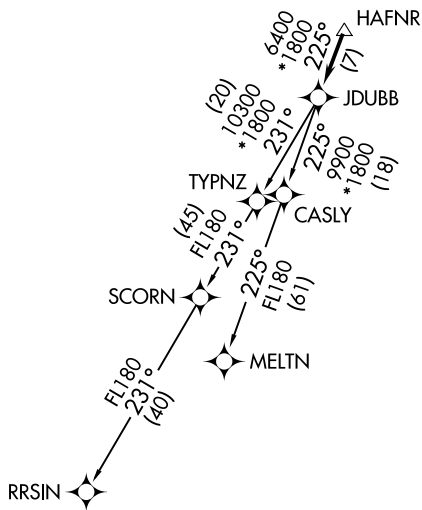 HAFNR
6400
*1800
225°
(7)
JDUBB
(20)
10300
*1800
231°
225°
9900
*1800
(18)
TYPNZ
CASLY
(45)
FL180
231°
225°
FL180
(61)
SCORN
MELTN
FL180
231°
(40)
RRSIN